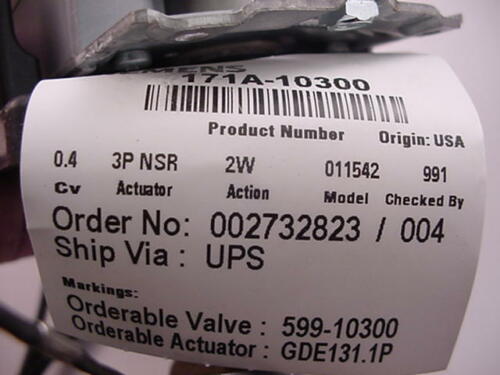 SIEMENS
171A-10300
Product Number Origin: USA
0.4 3P NSR 2W 011542 991
Cv Actuator Action Model Checked By
Order No: 002732823 / 004
Ship Via : UPS
Markings:
Orderable Valve : 599-10300
Orderable Actuator : GDE131.1P